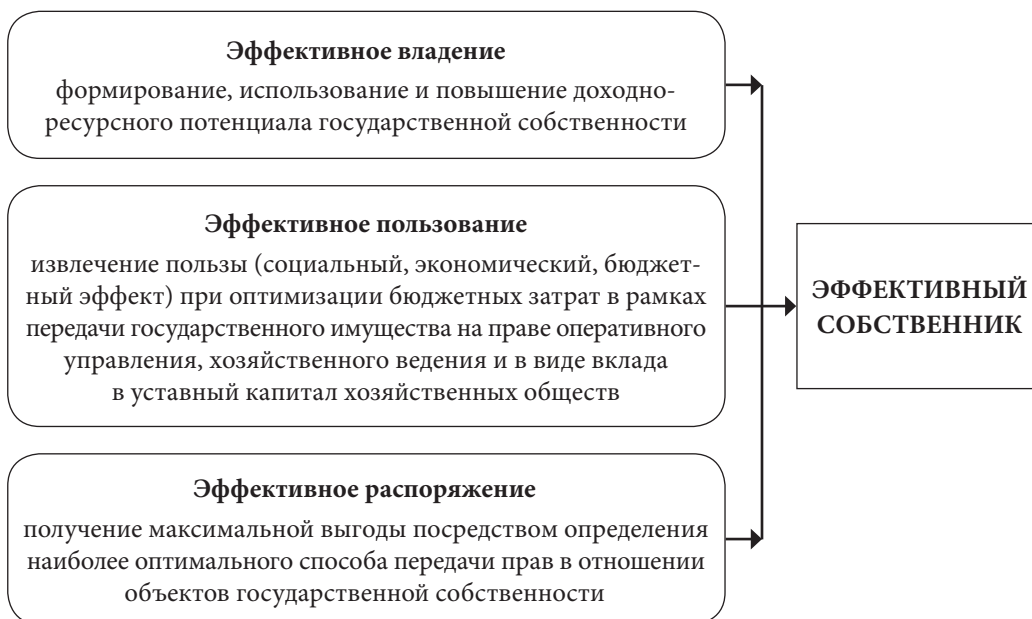 Эффективное владение
формирование, использование и повышение доходно-
ресурсного потенциала государственной собственности
Эффективное пользование
извлечение пользы (социальный, экономический, бюджет-
ный эффект) при оптимизации бюджетных затрат в рамках
передачи государственного имущества на праве оперативного
управления, хозяйственного ведения и в виде вклада
в уставный капитал хозяйственных обществ
Эффективное распоряжение
получение максимальной выгоды посредством определения
наиболее оптимального способа передачи прав в отношении
объектов государственной собственности
ЭФФЕКТИВНЫЙ
СОБСТВЕННИК